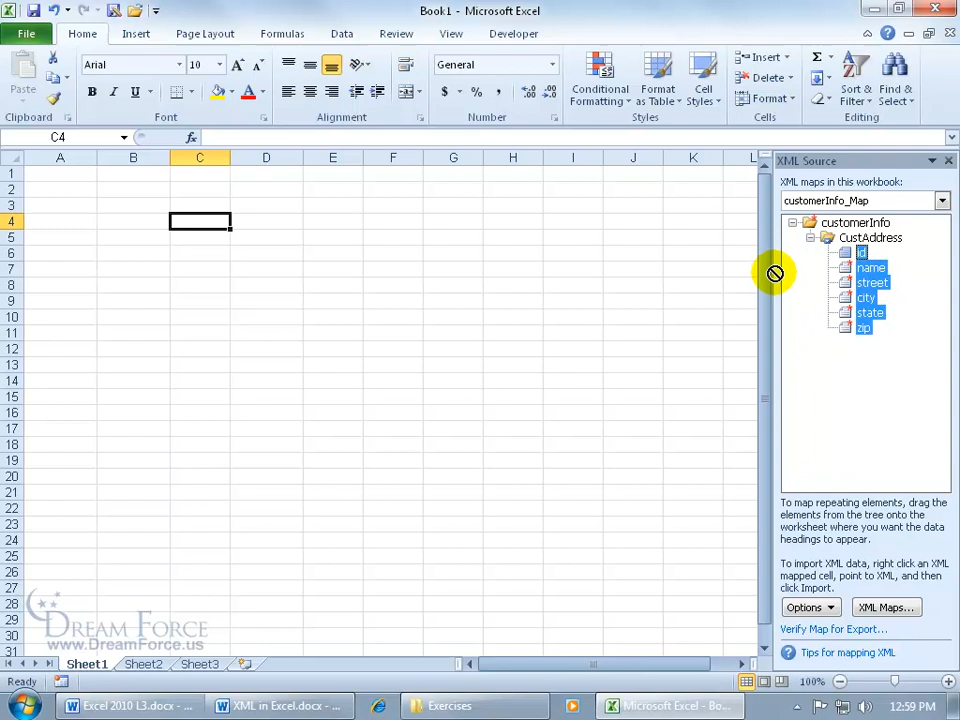 Book1 - Microsoft Excel
File Home Insert Page Layout Formulas Data Review View Developer
Paste
Clipboard
Arial 10
B I U
Font
Alignment
General
$ % ,
Number
Conditional Formatting
Format as Table
Cell Styles
Styles
Insert
Delete
Format
Cells
Sort & Filter
Find & Select
Editing
C4
fx
A B C D E F G H I J K L
1
2
3
4
5
6
7
8
9
10
11
12
13
14
15
16
17
18
19
20
21
22
23
24
25
26
27
28
29
30
31
XML Source
XML maps in this workbook:
customerInfo_Map
customerInfo
CustAddress
id
name
street
city
state
zip
To map repeating elements, drag the
elements from the tree onto the
worksheet where you want the data
headings to appear.
To import XML data, right click an XML
mapped cell, point to XML, and then
click Import.
Options XML Maps...
Verify Map for Export...
Tips for mapping XML
DREAM FORCE
www.DreamForce.us
Sheet1 Sheet2 Sheet3
Ready
100%
Excel 2010 L3.docx - ...
XML in Excel.docx - ...
Exercises
Microsoft Excel - Bo...
12:59 PM